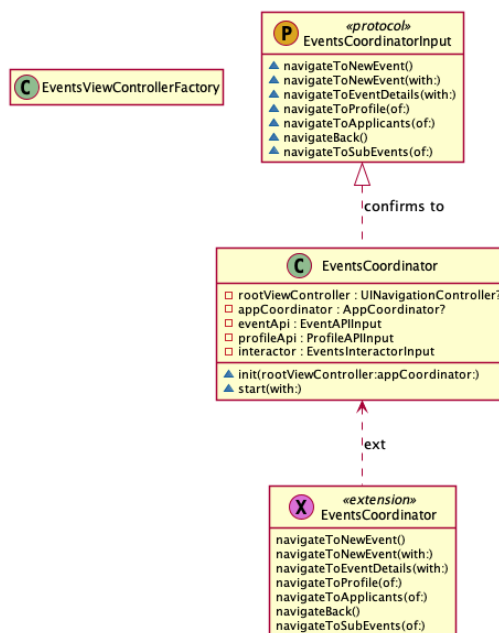 P
«protocol»
EventsCoordinatorInput
navigateToNewEvent()
navigateToNewEvent(with:)
navigateToEventDetails(with:)
navigateToProfile(of:)
navigateToApplicants(of:)
navigateBack()
navigateToSubEvents(of:)
C EventsViewControllerFactory
confirms to
C EventsCoordinator
rootViewController : UINavigationController?
appCoordinator : AppCoordinator?
eventApi : EventAPIInput
profileApi : ProfileAPIInput
interactor : EventsInteractorInput
init(rootViewController:appCoordinator:)
start(with:)
ext
X
«extension»
EventsCoordinator
navigateToNewEvent()
navigateToNewEvent(with:)
navigateToEventDetails(with:)
navigateToProfile(of:)
navigateToApplicants(of:)
navigateBack()
navigateToSubEvents(of:)